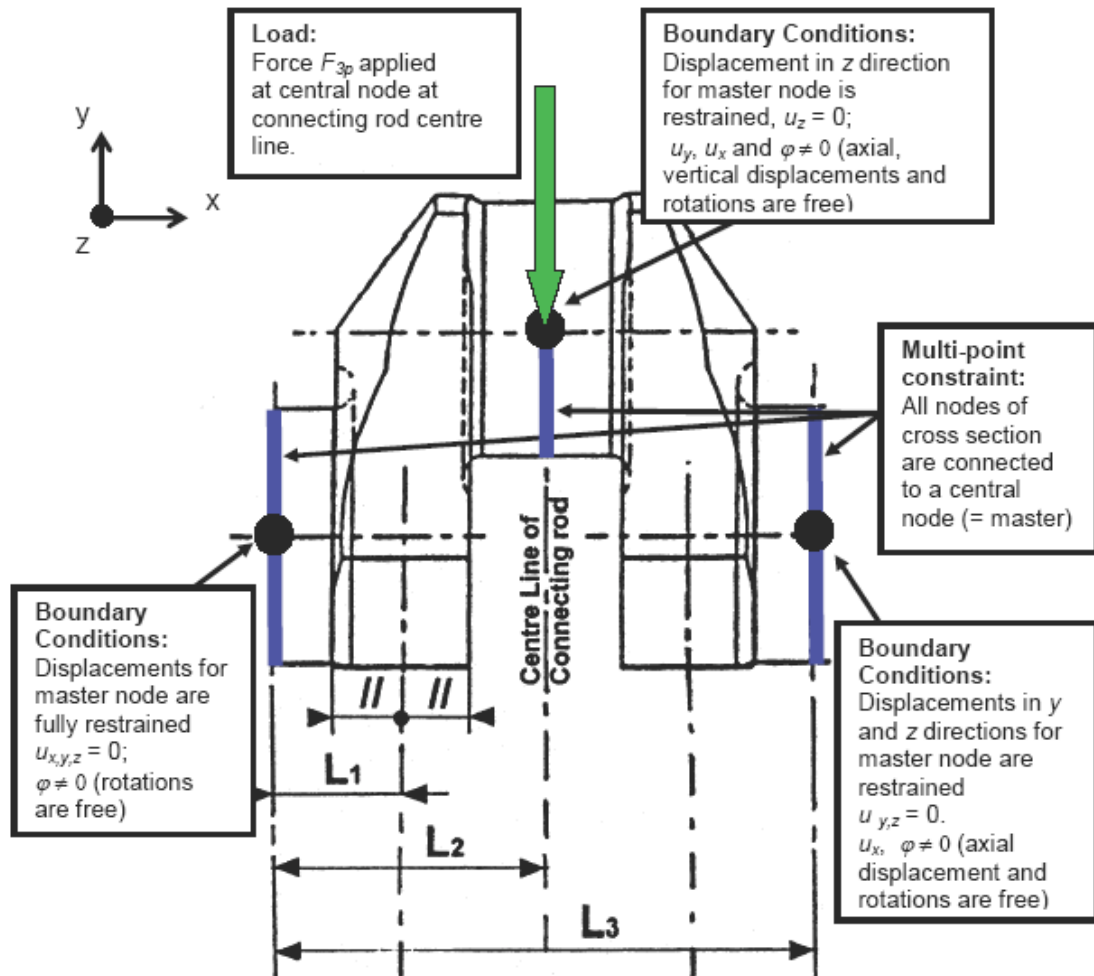 Load:
Force F3p applied
at central node at
connecting rod centre
line.
Boundary Conditions:
Displacement in z direction
for master node is
restrained, uz = 0;
uy, ux and φ ≠ 0 (axial,
vertical displacements and
rotations are free)
y
x
z
Multi-point
constraint:
All nodes of
cross section
are connected
to a central
node (= master)
Centre Line of
Connecting rod
Boundary
Conditions:
Displacements for
master node are
fully restrained
ux,y,z = 0;
φ ≠ 0 (rotations
are free)
Boundary
Conditions:
Displacements in y
and z directions for
master node are
restrained
u y,z = 0.
ux, φ ≠ 0 (axial
displacement and
rotations are free)
// //
L1
L2
L3